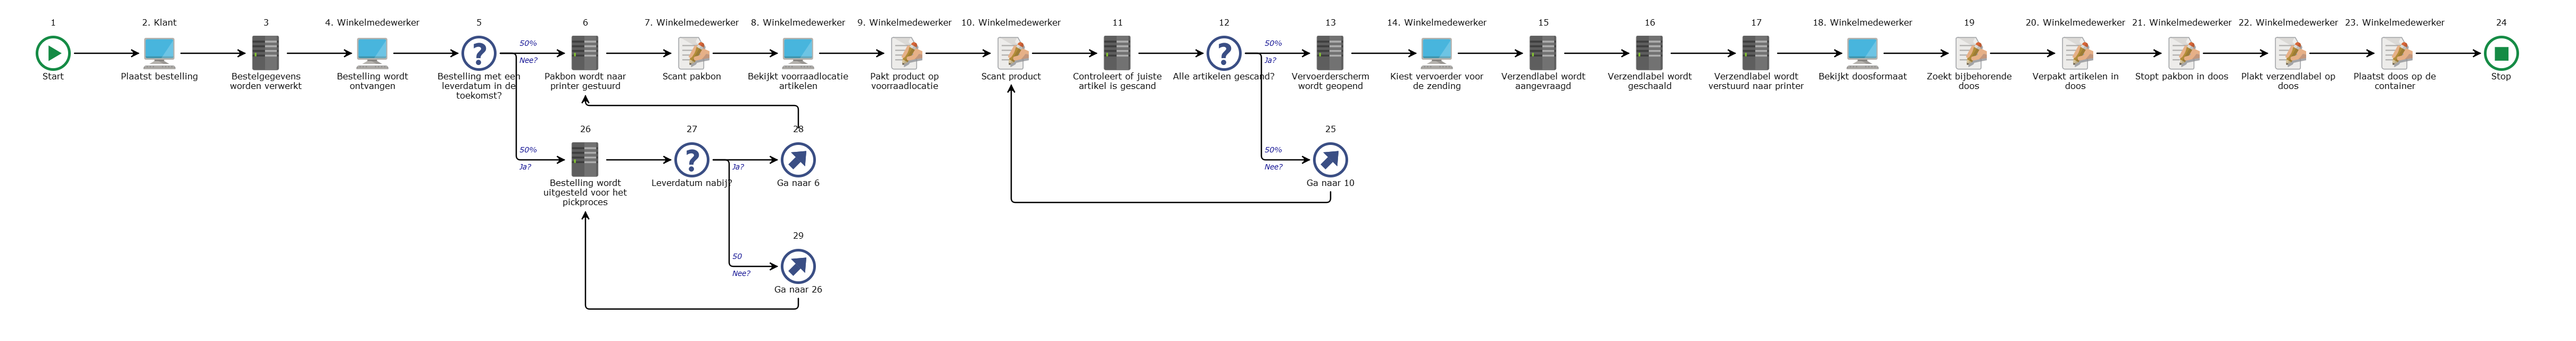 1
2. Klant
3
4. Winkelmedewerker
5
6
7. Winkelmedewerker
8. Winkelmedewerker
9. Winkelmedewerker
10. Winkelmedewerker
11
12
13
14. Winkelmedewerker
15
16
17
18. Winkelmedewerker
19
20. Winkelmedewerker
21. Winkelmedewerker
22. Winkelmedewerker
23. Winkelmedewerker
24
50%
Nee?
50%
Ja?
Start
Plaatst bestelling
Bestelgegevens
worden verwerkt
Bestelling wordt
ontvangen
Bestelling met een
leverdatum in de
toekomst?
Pakbon wordt naar
printer gestuurd
Scant pakbon
Bekijkt voorraadlocatie
artikelen
Pakt product op
voorraadlocatie
Scant product
Controleert of juiste
artikel is gescand
Alle artikelen gescand?
Vervoerderscherm
wordt geopend
Kiest vervoerder voor
de zending
Verzendlabel wordt
aangevraagd
Verzendlabel wordt
geschaald
Verzendlabel wordt
verstuurd naar printer
Bekijkt doosformaat
Zoekt bijbehorende
doos
Verpakt artikelen in
doos
Stopt pakbon in doos
Plakt verzendlabel op
doos
Plaatst doos op de
container
Stop
26
27
28
25
50%
Ja?
Ja?
50%
Nee?
Bestelling wordt
uitgesteld voor het
pickproces
Leverdatum nabij?
Ga naar 6
Ga naar 10
29
50
Nee?
Ga naar 26